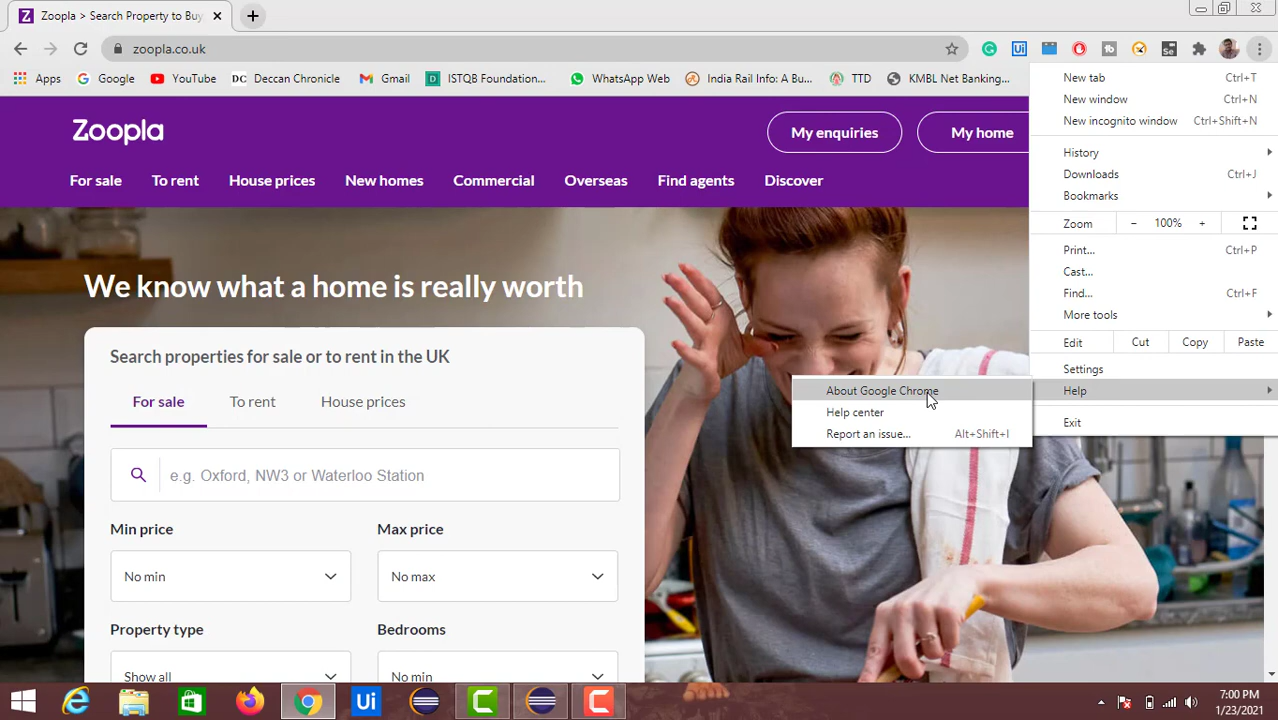 Zoopla > Search Property to Buy
zoopla.co.uk
Apps
Google
YouTube
DC Deccan Chronicle
Gmail
ISTQB Foundation...
WhatsApp Web
India Rail Info: A Bu...
TTD
KMBL Net Banking...
New tab Ctrl+T
New window Ctrl+N
New incognito window Ctrl+Shift+N
History
Downloads Ctrl+J
Bookmarks
Zoom − 100% +
Print... Ctrl+P
Cast...
Find... Ctrl+F
More tools
Edit Cut Copy Paste
Settings
Help
Exit
About Google Chrome
Help center
Report an issue... Alt+Shift+I
Zoopla
My enquiries
My home
For sale
To rent
House prices
New homes
Commercial
Overseas
Find agents
Discover
We know what a home is really worth
Search properties for sale or to rent in the UK
For sale
To rent
House prices
e.g. Oxford, NW3 or Waterloo Station
Min price
Max price
No min
No max
Property type
Bedrooms
Show all
No min
Ui
7:00 PM
1/23/2021